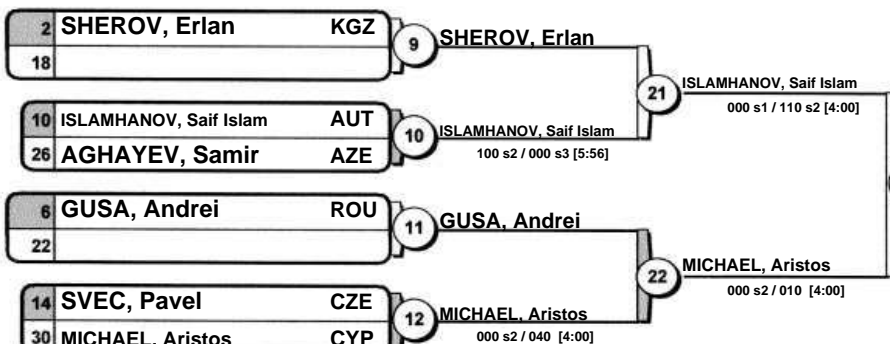 2 SHEROV, Erlan KGZ
18
9 SHEROV, Erlan
21 ISLAMHANOV, Saif Islam
000 s1 / 110 s2 [4:00]
10 ISLAMHANOV, Saif Islam AUT
26 AGHAYEV, Samir AZE
10 ISLAMHANOV, Saif Islam
100 s2 / 000 s3 [5:56]
6 GUSA, Andrei ROU
22
11 GUSA, Andrei
22 MICHAEL, Aristos
000 s2 / 010 [4:00]
14 SVEC, Pavel CZE
30 MICHAEL, Aristos CYP
12 MICHAEL, Aristos
000 s2 / 040 [4:00]